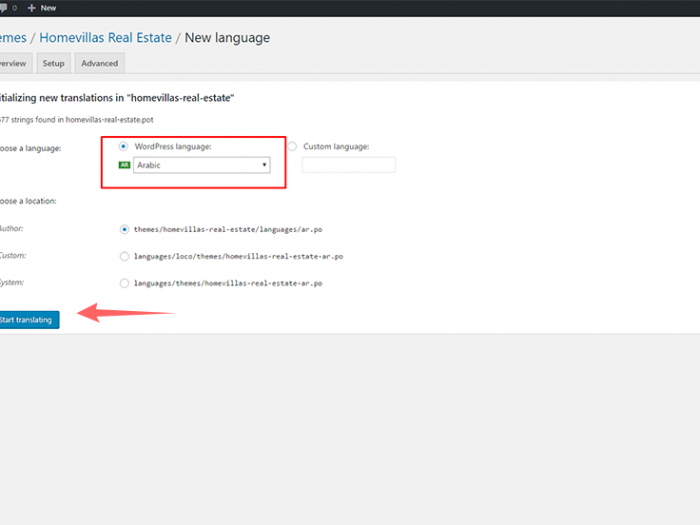 0 New
emes / Homevillas Real Estate / New language
erview Setup Advanced
itializing new translations in "homevillas-real-estate"
577 strings found in homevillas-real-estate.pot
oose a language: WordPress language: Custom language:
AR Arabic
oose a location:
Author: themes/homevillas-real-estate/languages/ar.po
Custom: languages/loco/themes/homevillas-real-estate-ar.po
System: languages/themes/homevillas-real-estate-ar.po
Start translating